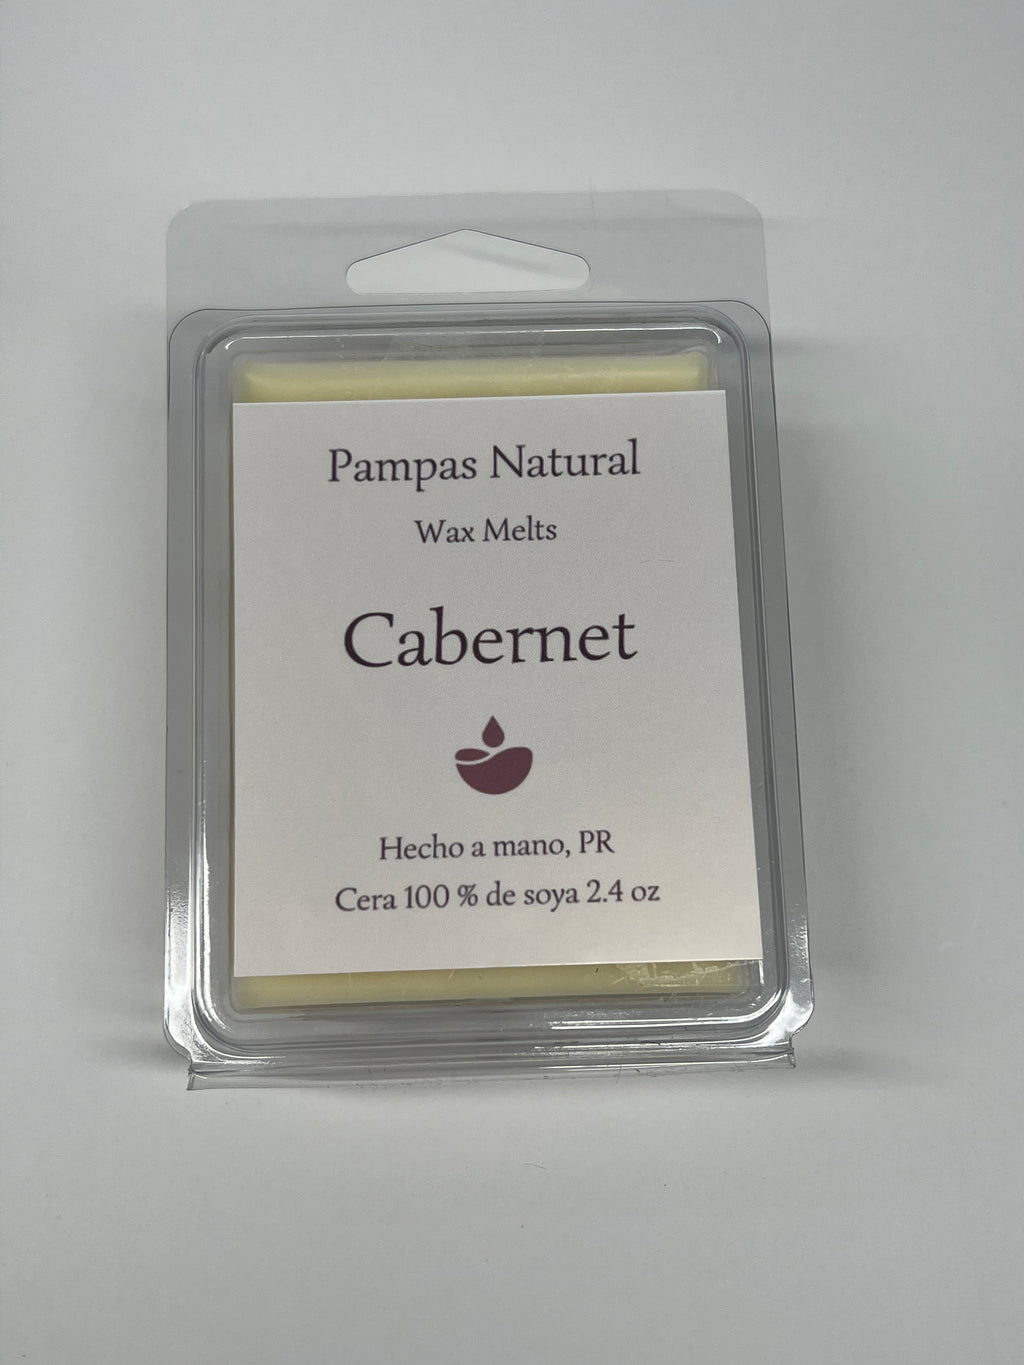 Pampas Natural
Wax Melts
Cabernet
Hecho a mano, PR
Cera 100 % de soya 2.4 oz